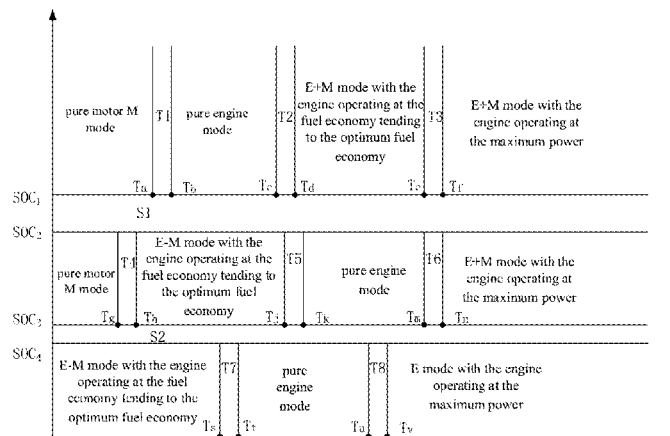 pure motor M
mode
T1
pure engine
mode
T2
E+M mode with the
engine operating at the
fuel economy tending
to the optimum fuel
economy
T3
E+M mode with the
engine operating at
the maximum power
Ta
Tb
Tc
Td
Te
Tf
SOC1
S1
SOC2
pure motor
M mode
T4
E-M mode with the
engine operating at the
fuel economy tending to
the optimum fuel
economy
T5
pure engine
mode
T6
E+M mode with the
engine operating at
the maximum power
Tg
Th
Tj
Tk
Tm
Tn
SOC3
S2
SOC4
E-M mode with the engine
operating at the fuel
economy tending to the
optimum fuel economy
T7
pure
engine
mode
T8
E mode with the engine
operating at the
maximum power
Ts
Tt
Tu
Tv